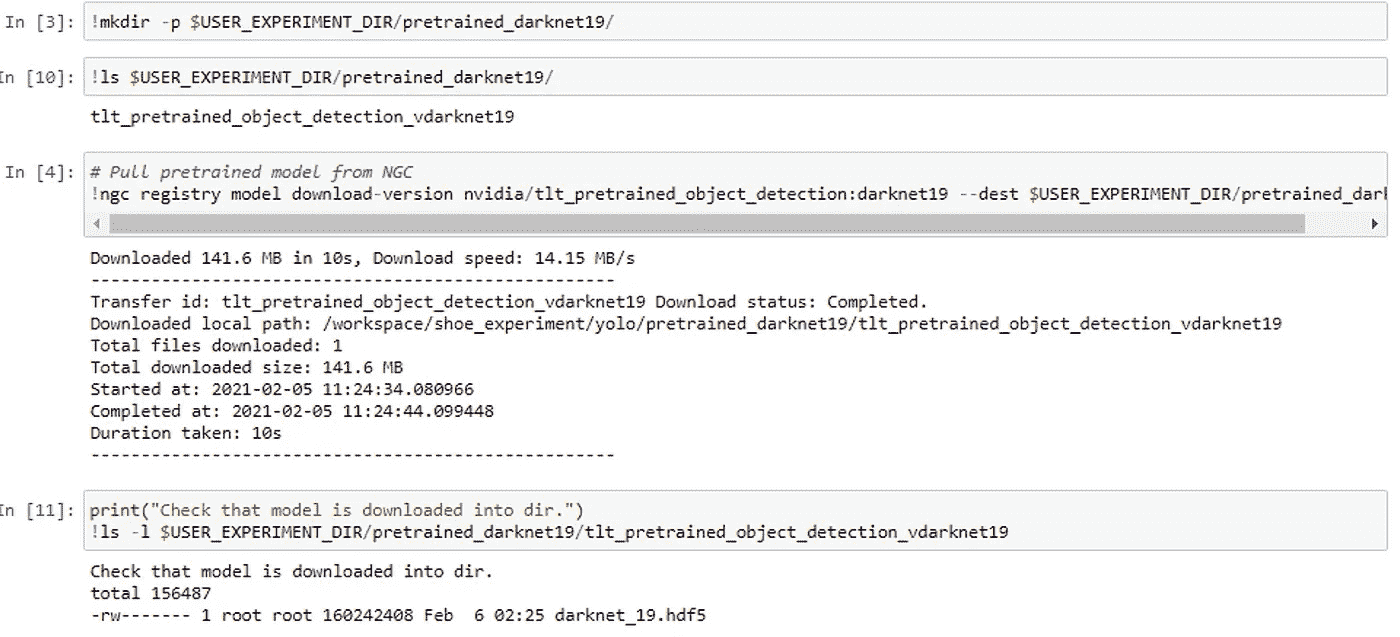 In [3]: !mkdir -p $USER_EXPERIMENT_DIR/pretrained_darknet19/
In [10]: !ls $USER_EXPERIMENT_DIR/pretrained_darknet19/
tlt_pretrained_object_detection_vdarknet19
In [4]: # Pull pretrained model from NGC
!ngc registry model download-version nvidia/tlt_pretrained_object_detection:darknet19 --dest $USER_EXPERIMENT_DIR/pretrained_dark
Downloaded 141.6 MB in 10s, Download speed: 14.15 MB/s
--------------------------------------------------
Transfer id: tlt_pretrained_object_detection_vdarknet19 Download status: Completed.
Downloaded local path: /workspace/shoe_experiment/yolo/pretrained_darknet19/tlt_pretrained_object_detection_vdarknet19
Total files downloaded: 1
Total downloaded size: 141.6 MB
Started at: 2021-02-05 11:24:34.080966
Completed at: 2021-02-05 11:24:44.099448
Duration taken: 10s
--------------------------------------------------
In [11]: print("Check that model is downloaded into dir.")
!ls -l $USER_EXPERIMENT_DIR/pretrained_darknet19/tlt_pretrained_object_detection_vdarknet19
Check that model is downloaded into dir.
total 156487
-rw------- 1 root root 160242408 Feb  6 02:25 darknet_19.hdf5